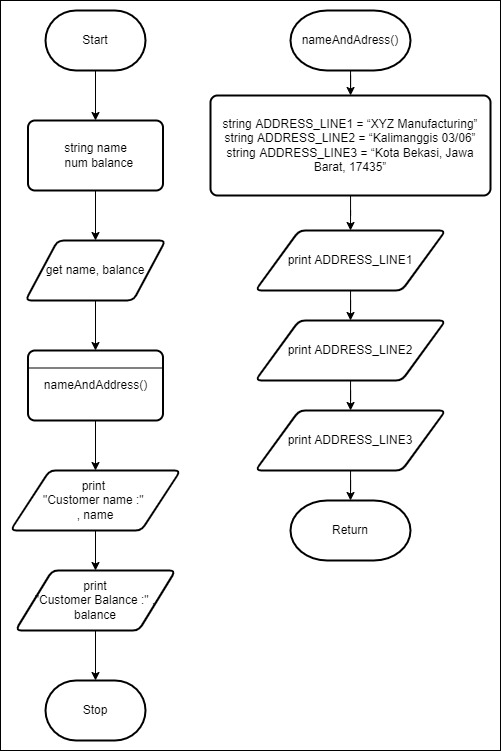 Start
string name
num balance
get name, balance
nameAndAddress()
print
"Customer name :"
, name
print
"Customer Balance :" ,
balance
Stop
nameAndAdress()
string ADDRESS_LINE1 = “XYZ Manufacturing”
string ADDRESS_LINE2 = “Kalimanggis 03/06”
string ADDRESS_LINE3 = “Kota Bekasi, Jawa
Barat, 17435”
print ADDRESS_LINE1
print ADDRESS_LINE2
print ADDRESS_LINE3
Return